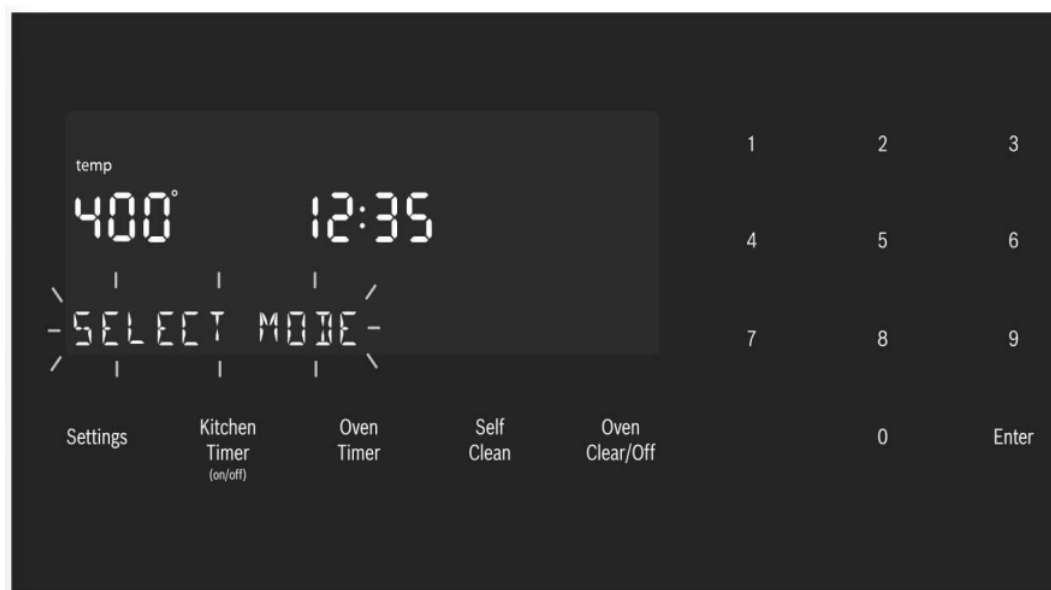 temp
400°
12:35
SELECT MODE
Settings
Kitchen
Timer
(on/off)
Oven
Timer
Self
Clean
Oven
Clear/Off
1 2 3
4 5 6
7 8 9
0 Enter